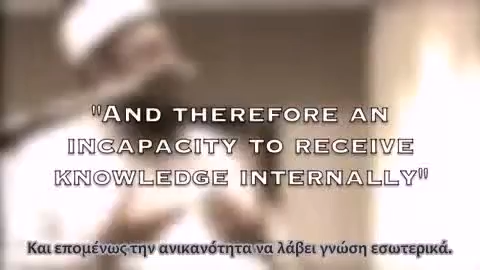 "AND THEREFORE AN
INCAPACITY TO RECEIVE
KNOWLEDGE INTERNALLY"
Και επομένως την ανικανότητα να λάβει γνώση εσωτερικά.